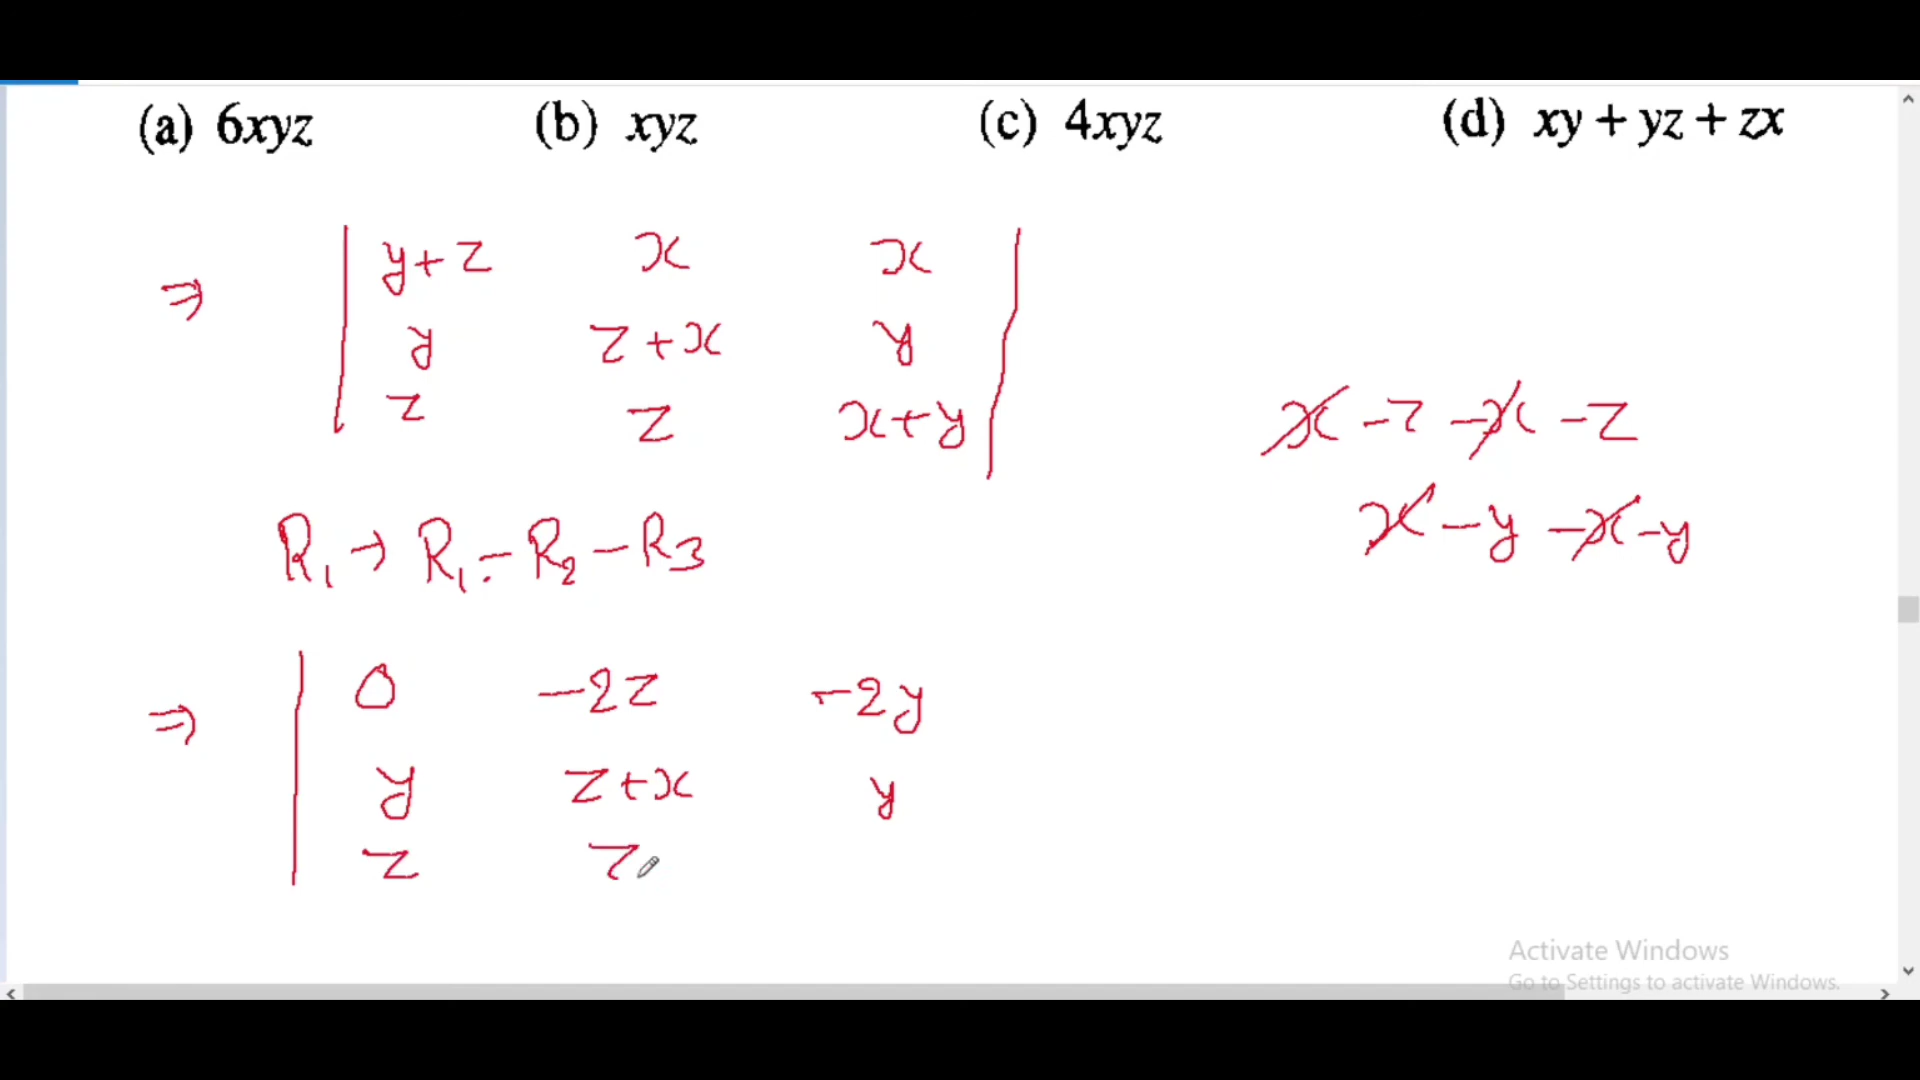 (a) 6xyz (b) xyz (c) 4xyz (d) xy + yz + zx
⇒ | y+z x x |
| y z+x y |
| z z x+y |
x - z - x - z
x - y - x - y
R₁ → R₁ - R₂ - R₃
⇒ | 0 -2z -2y
| y z+x y
| z z
Activate Windows
Go to Settings to activate Windows.